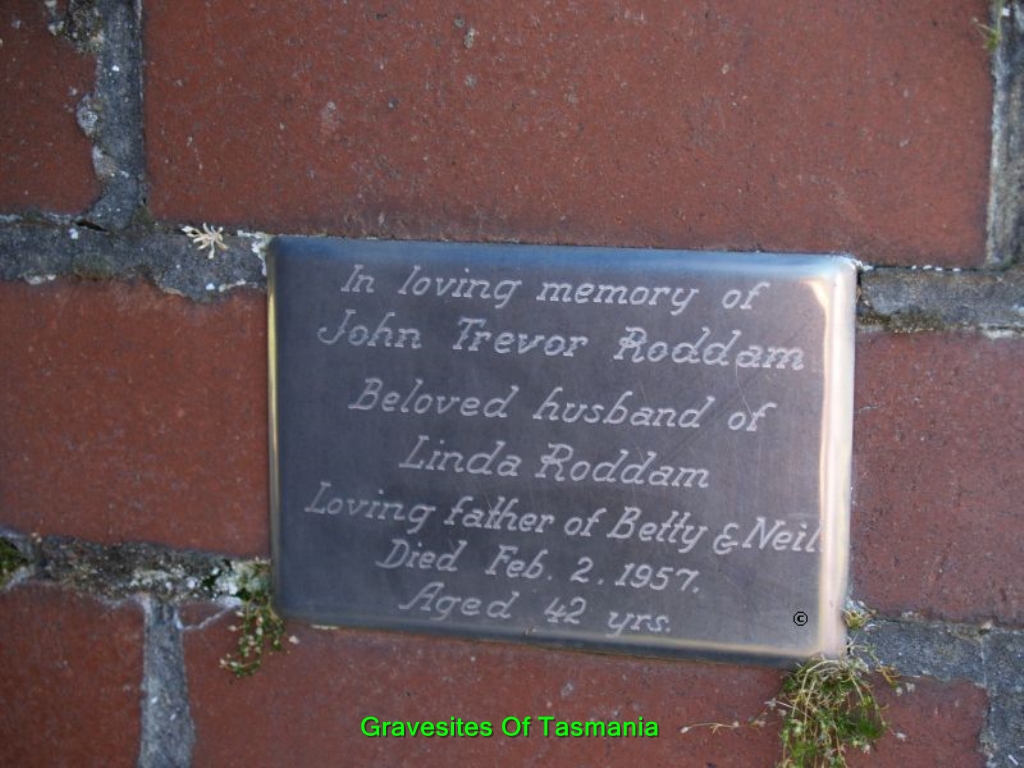 In loving memory of
John Trevor Roddam
Beloved husband of
Linda Roddam
Loving father of Betty & Neil
Died Feb. 2. 1957.
Aged 42 yrs.
©
Gravesites Of Tasmania